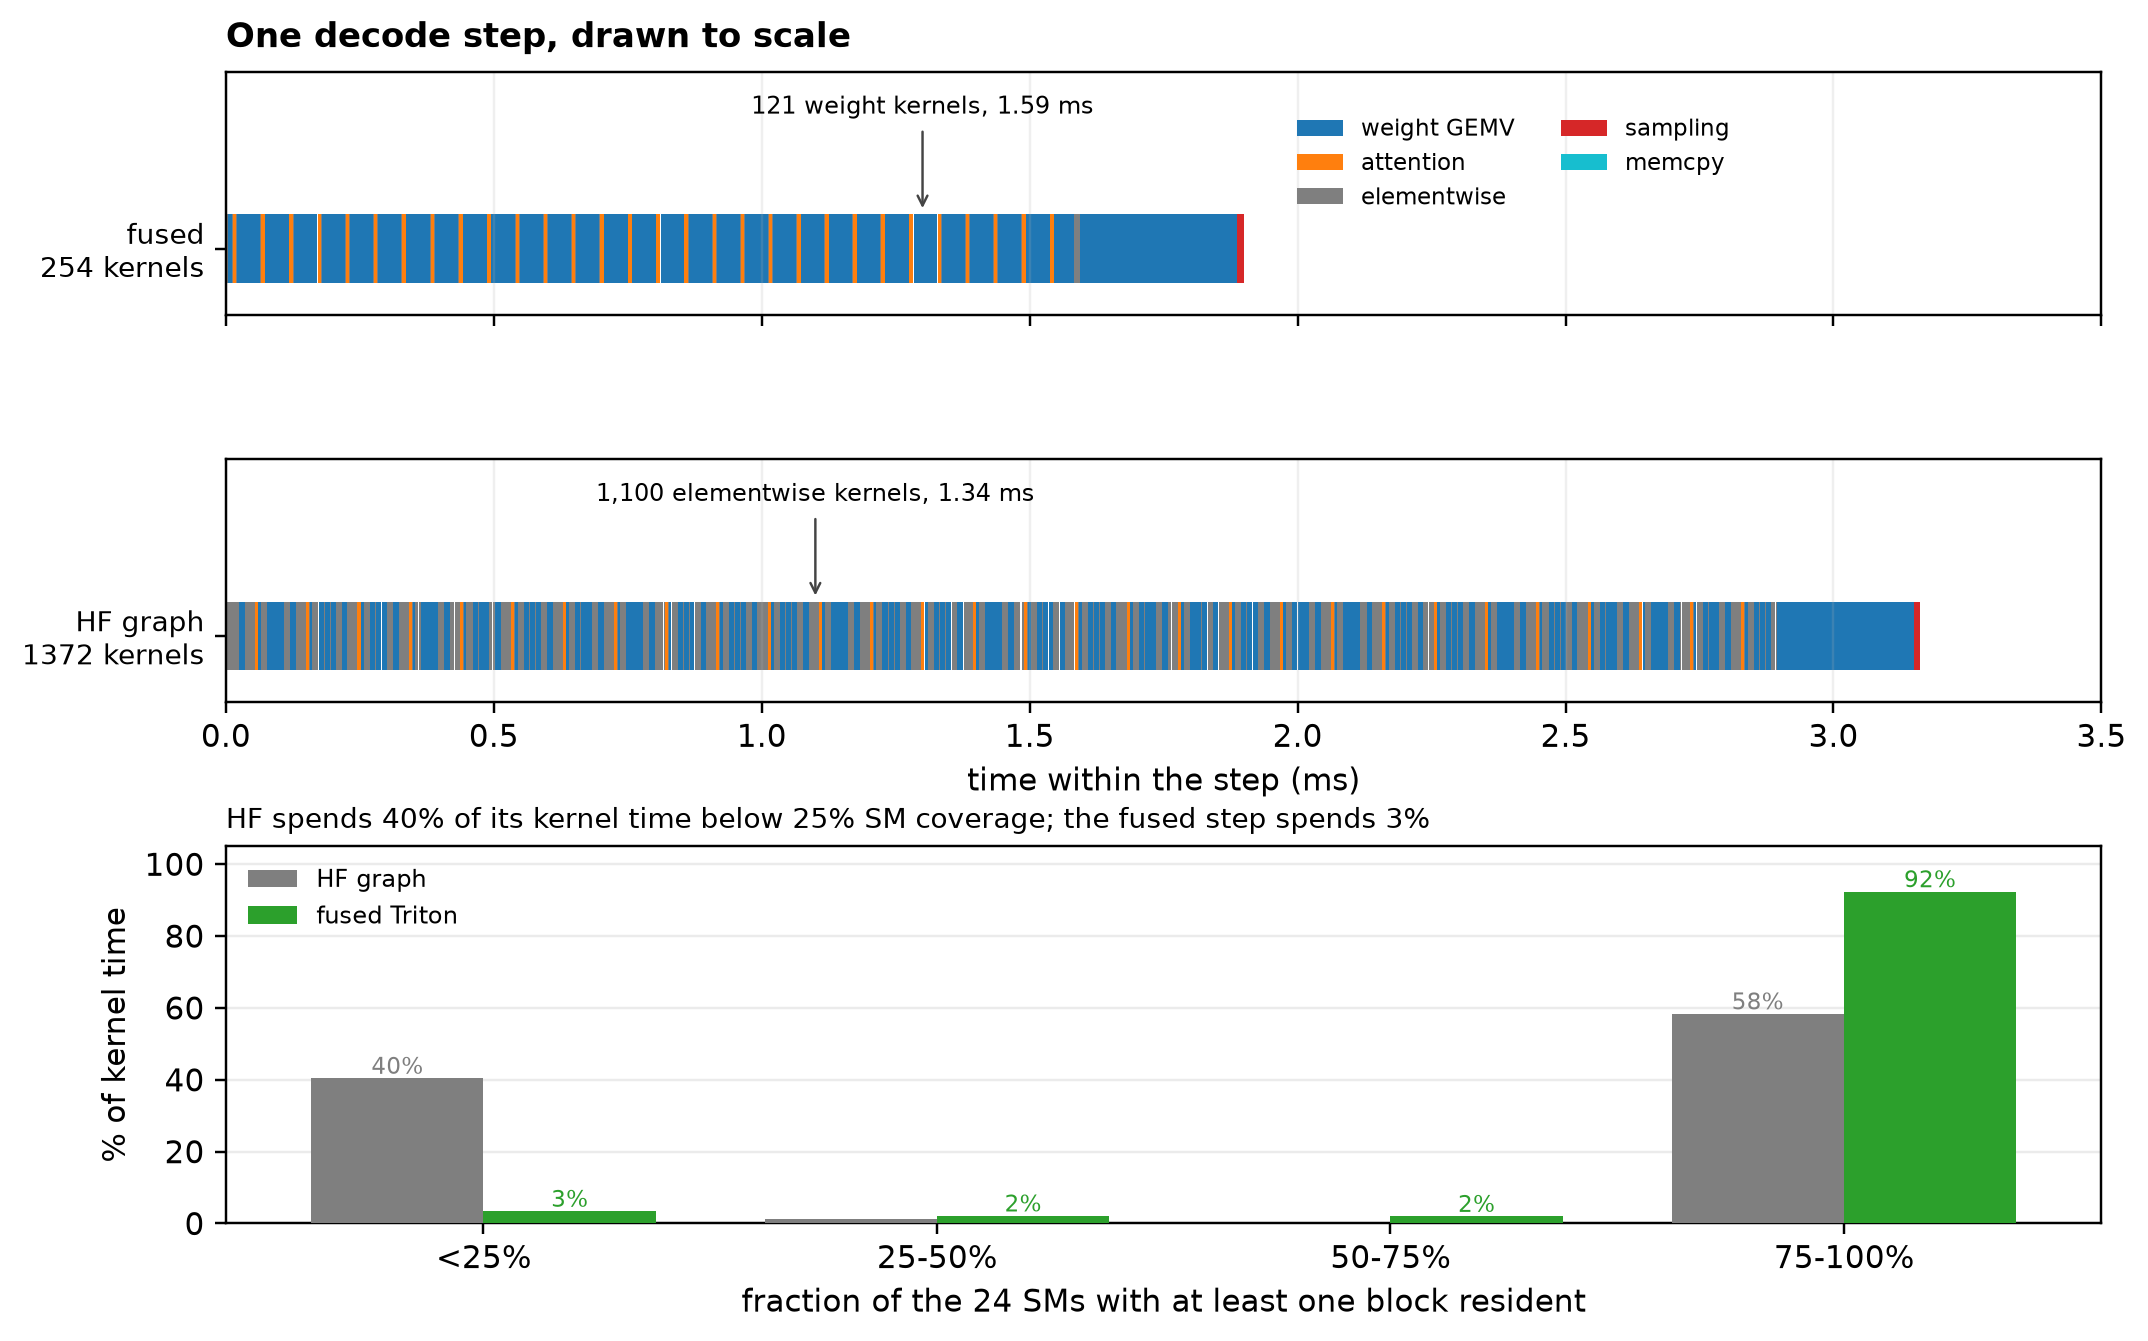 One decode step, drawn to scale
121 weight kernels, 1.59 ms
weight GEMV
attention
elementwise
sampling
memcpy
fused
254 kernels
1,100 elementwise kernels, 1.34 ms
HF graph
1372 kernels
0.0 0.5 1.0 1.5 2.0 2.5 3.0 3.5
time within the step (ms)
HF spends 40% of its kernel time below 25% SM coverage; the fused step spends 3%
% of kernel time
100
80
60
40
20
0
HF graph
fused Triton
40%
3%
2%
2%
58%
92%
<25% 25-50% 50-75% 75-100%
fraction of the 24 SMs with at least one block resident